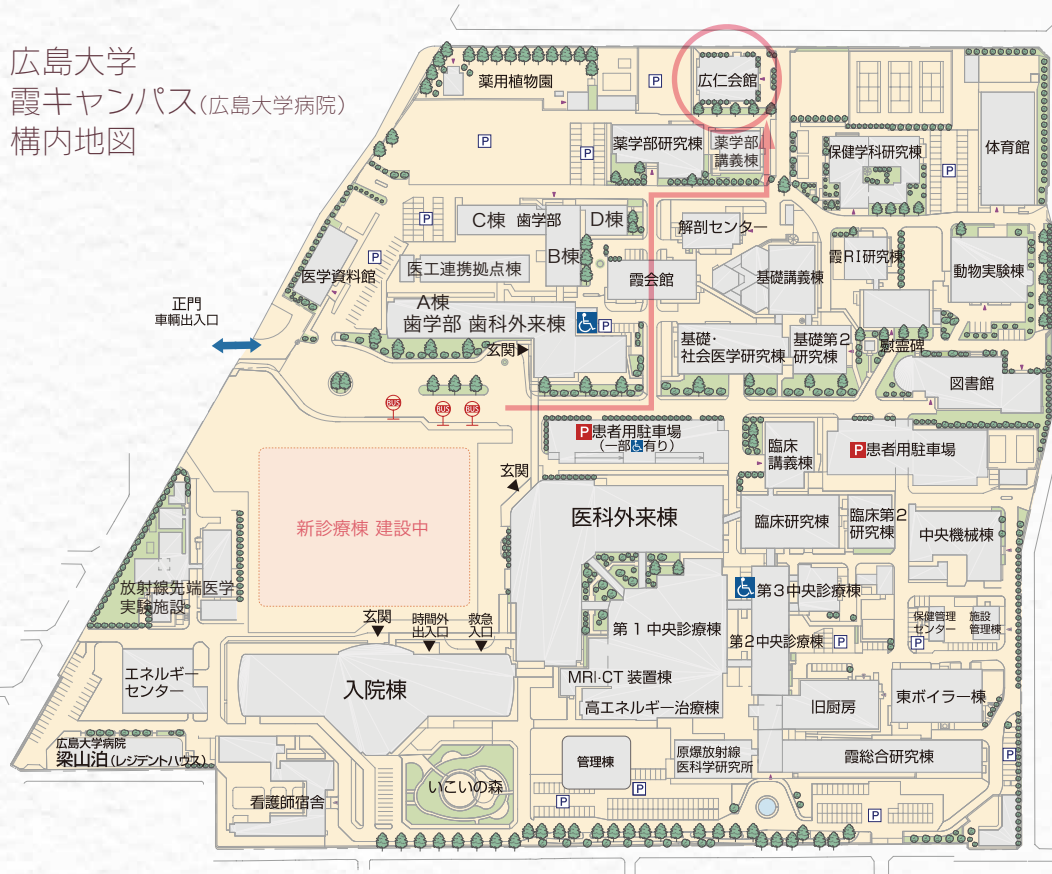 広島大学
霞キャンパス(広島大学病院)
構内地図
薬用植物園
P
広仁会館
P
P
薬学部研究棟
薬学部
講義棟
保健学科研究棟
P
体育館
P
C棟 歯学部
D棟
B棟
解剖センター
P
医学資料館
医工連携拠点棟
霞会館
基礎講義棟
霞RI研究棟
動物実験棟
正門
車輌出入口
A棟
歯学部 歯科外来棟
P
玄関
基礎・
社会医学研究棟
基礎第2
研究棟
慰霊碑
図書館
BUS
BUS
BUS
P患者用駐車場
(一部 有り)
臨床
講義棟
P患者用駐車場
玄関
新診療棟 建設中
医科外来棟
臨床研究棟
臨床第2
研究棟
中央機械棟
放射線先端医学
実験施設
第3中央診療棟
玄関
時間外
出入口
救急
入口
第1中央診療棟
第2中央診療棟
P
保健管理
センター
施設
管理棟
P
エネルギー
センター
入院棟
MRI・CT 装置棟
高エネルギー治療棟
旧厨房
東ボイラー棟
広島大学病院
梁山泊(レジデントハウス)
管理棟
原爆放射線
医科学研究所
霞総合研究棟
P
看護師宿舎
いこいの森
P
P
P